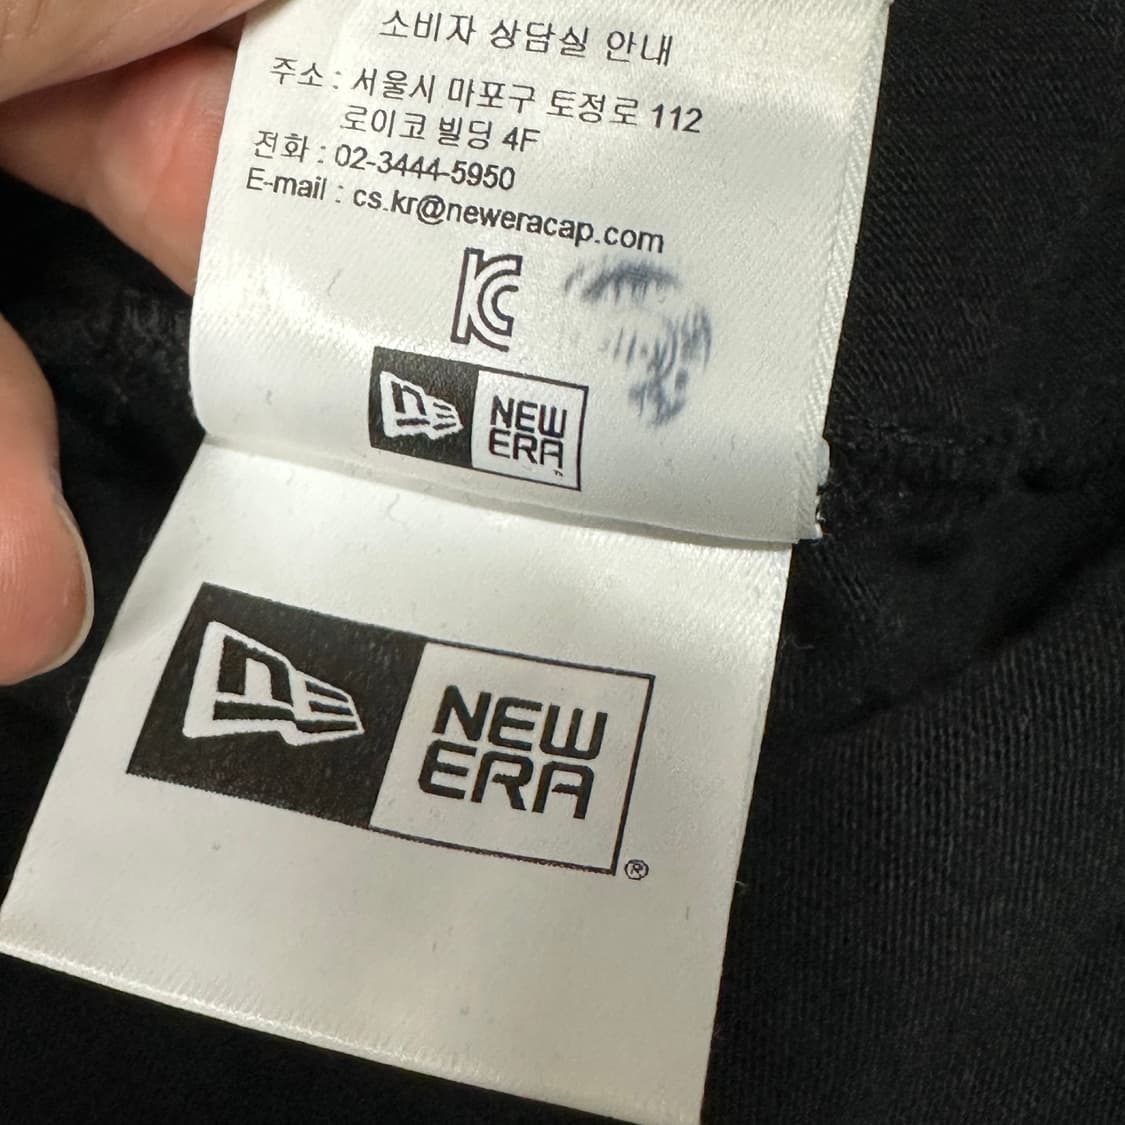 소비자 상담실 안내
주소 : 서울시 마포구 토정로 112
로이코 빌딩 4F
전화 : 02-3444-5950
E-mail : cs.kr@neweracap.com
KC
NEW
ERA
™
NEW
ERA
®